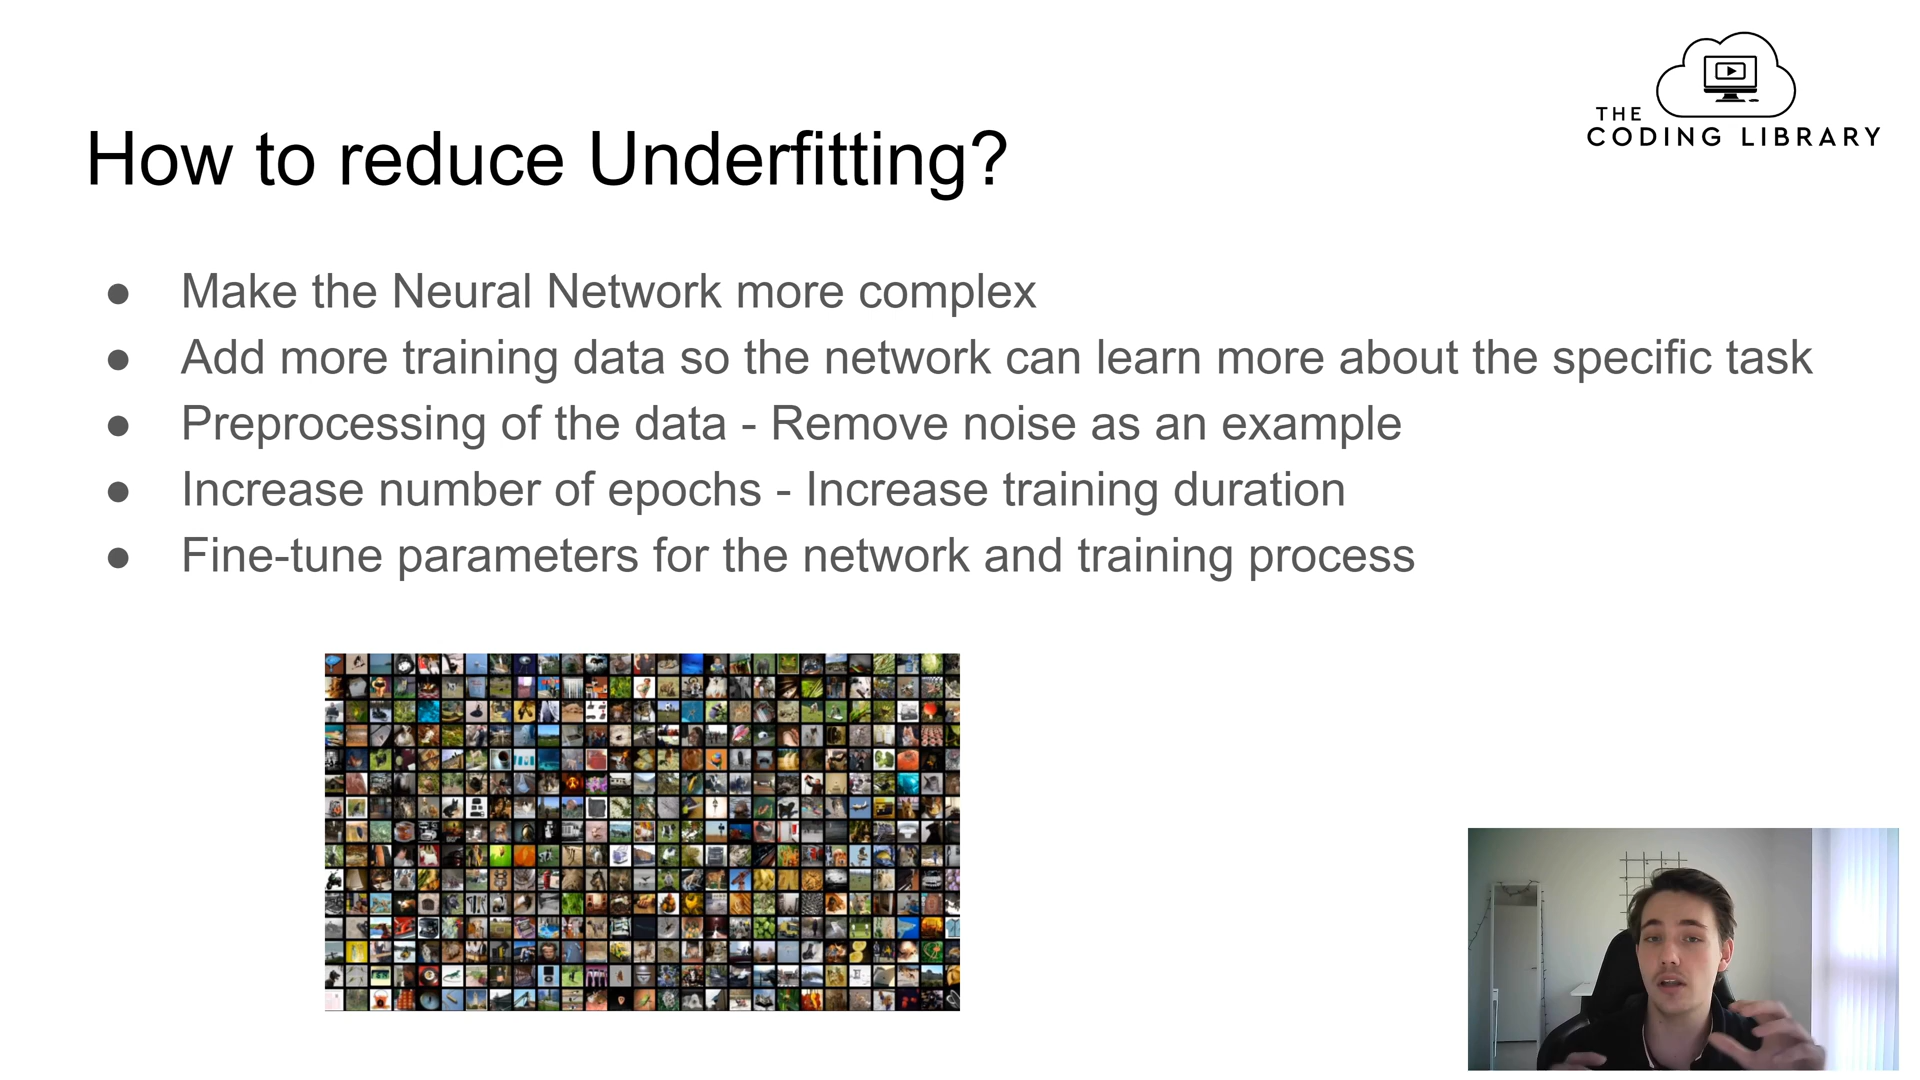 THE
CODING LIBRARY
How to reduce Underfitting?
● Make the Neural Network more complex
● Add more training data so the network can learn more about the specific task
● Preprocessing of the data - Remove noise as an example
● Increase number of epochs - Increase training duration
● Fine-tune parameters for the network and training process